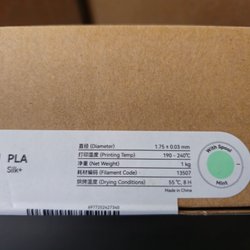 PLA
Silk+
直径 (Diameter) 1.75 ± 0.03 mm
打印温度 (Printing Temp) 190 - 240℃
净重 (Net Weight) 1 kg
耗材编码 (Filament Code) 13507
烘烤温度 (Drying Conditions) 55 ℃, 8 H
Made in China
With Spool
Mint
6977252427340